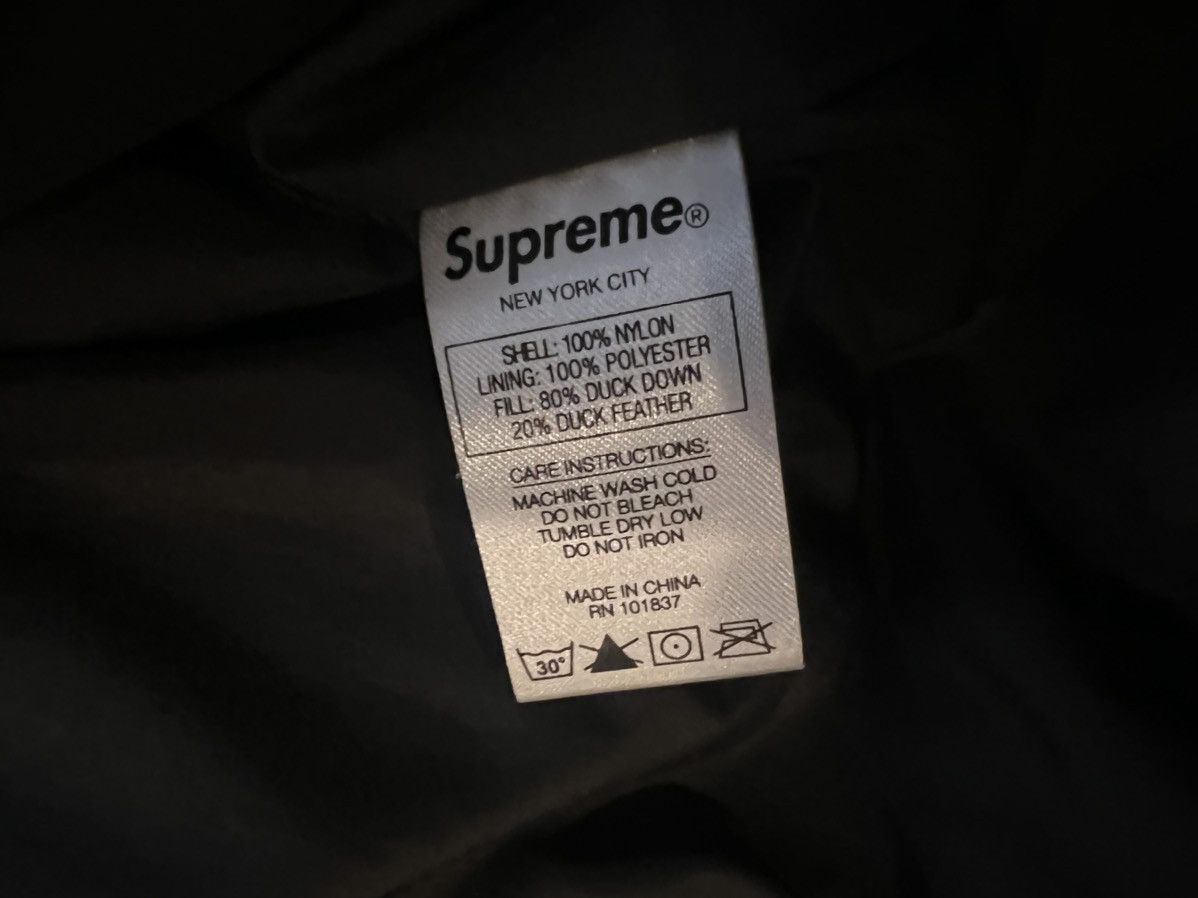 Supreme®
NEW YORK CITY
SHELL: 100% NYLON
LINING: 100% POLYESTER
FILL: 80% DUCK DOWN
20% DUCK FEATHER
CARE INSTRUCTIONS:
MACHINE WASH COLD
DO NOT BLEACH
TUMBLE DRY LOW
DO NOT IRON
MADE IN CHINA
RN 101837
30°